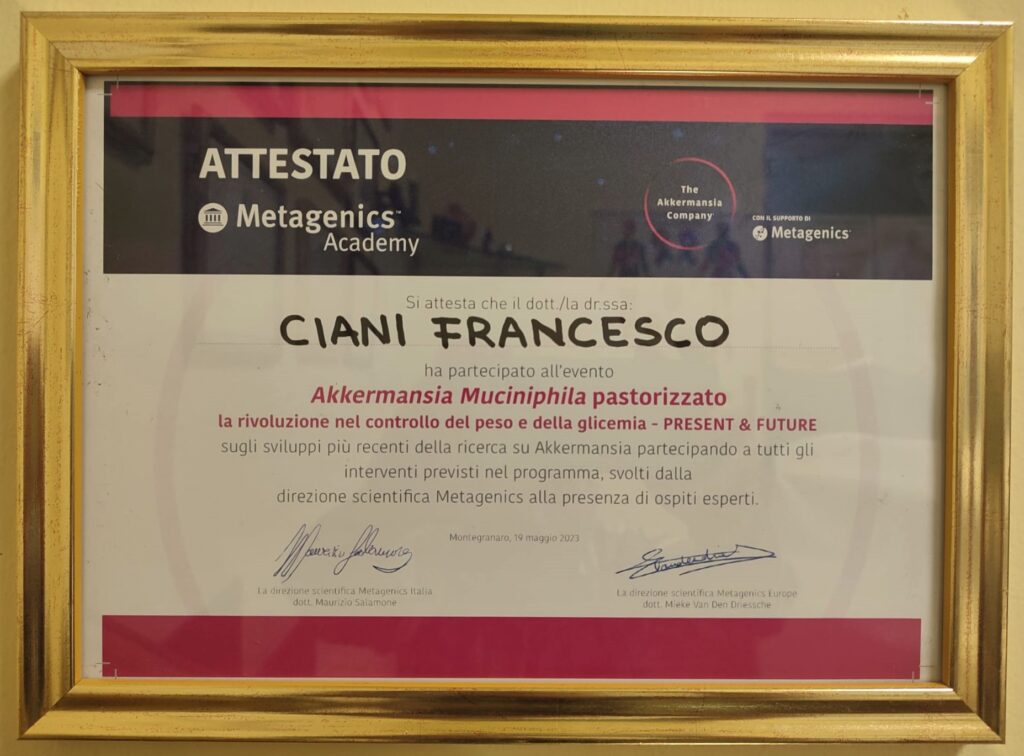 ATTESTATO
Metagenics™
Academy
The
Akkermansia
Company
CON IL SUPPORTO DI
Metagenics
Si attesta che il dott./la dr.ssa:
CIANI FRANCESCO
ha partecipato all'evento
Akkermansia Muciniphila pastorizzato
la rivoluzione nel controllo del peso e della glicemia - PRESENT & FUTURE
sugli sviluppi più recenti della ricerca su Akkermansia partecipando a tutti gli
interventi previsti nel programma, svolti dalla
direzione scientifica Metagenics alla presenza di ospiti esperti.
Montegranaro, 19 maggio 2023
La direzione scientifica Metagenics Italia
dott. Maurizio Salamone
La direzione scientifica Metagenics Europe
dott. Mieke Van Den Driessche